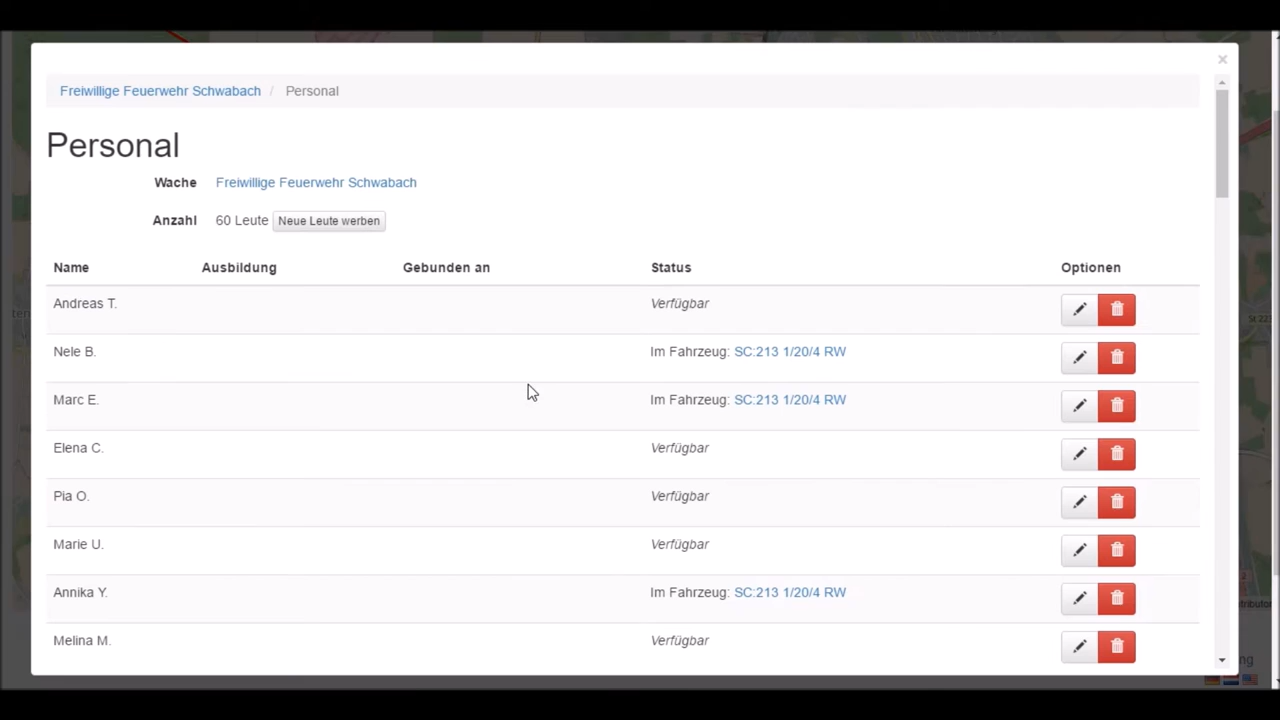 ×
Freiwillige Feuerwehr Schwabach / Personal
Personal
Wache Freiwillige Feuerwehr Schwabach
Anzahl 60 Leute Neue Leute werben
Name Ausbildung Gebunden an Status Optionen
Andreas T. Verfügbar
Nele B. Im Fahrzeug: SC:213 1/20/4 RW
Marc E. Im Fahrzeug: SC:213 1/20/4 RW
Elena C. Verfügbar
Pia O. Verfügbar
Marie U. Verfügbar
Annika Y. Im Fahrzeug: SC:213 1/20/4 RW
Melina M. Verfügbar